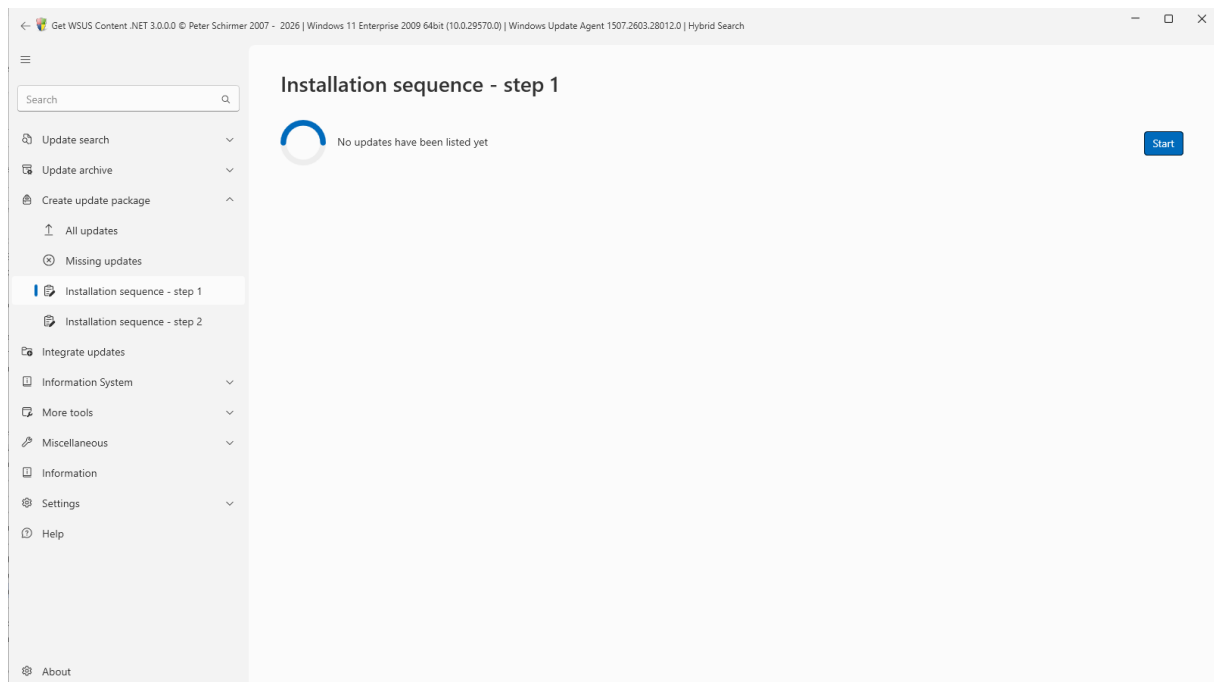 Get WSUS Content .NET 3.0.0.0 © Peter Schirmer 2007 - 2026 | Windows 11 Enterprise 2009 64bit (10.0.29570.0) | Windows Update Agent 1507.2603.28012.0 | Hybrid Search
Search
Update search
Update archive
Create update package
All updates
Missing updates
Installation sequence - step 1
Installation sequence - step 2
Integrate updates
Information System
More tools
Miscellaneous
Information
Settings
Help
About
Installation sequence - step 1
No updates have been listed yet
Start